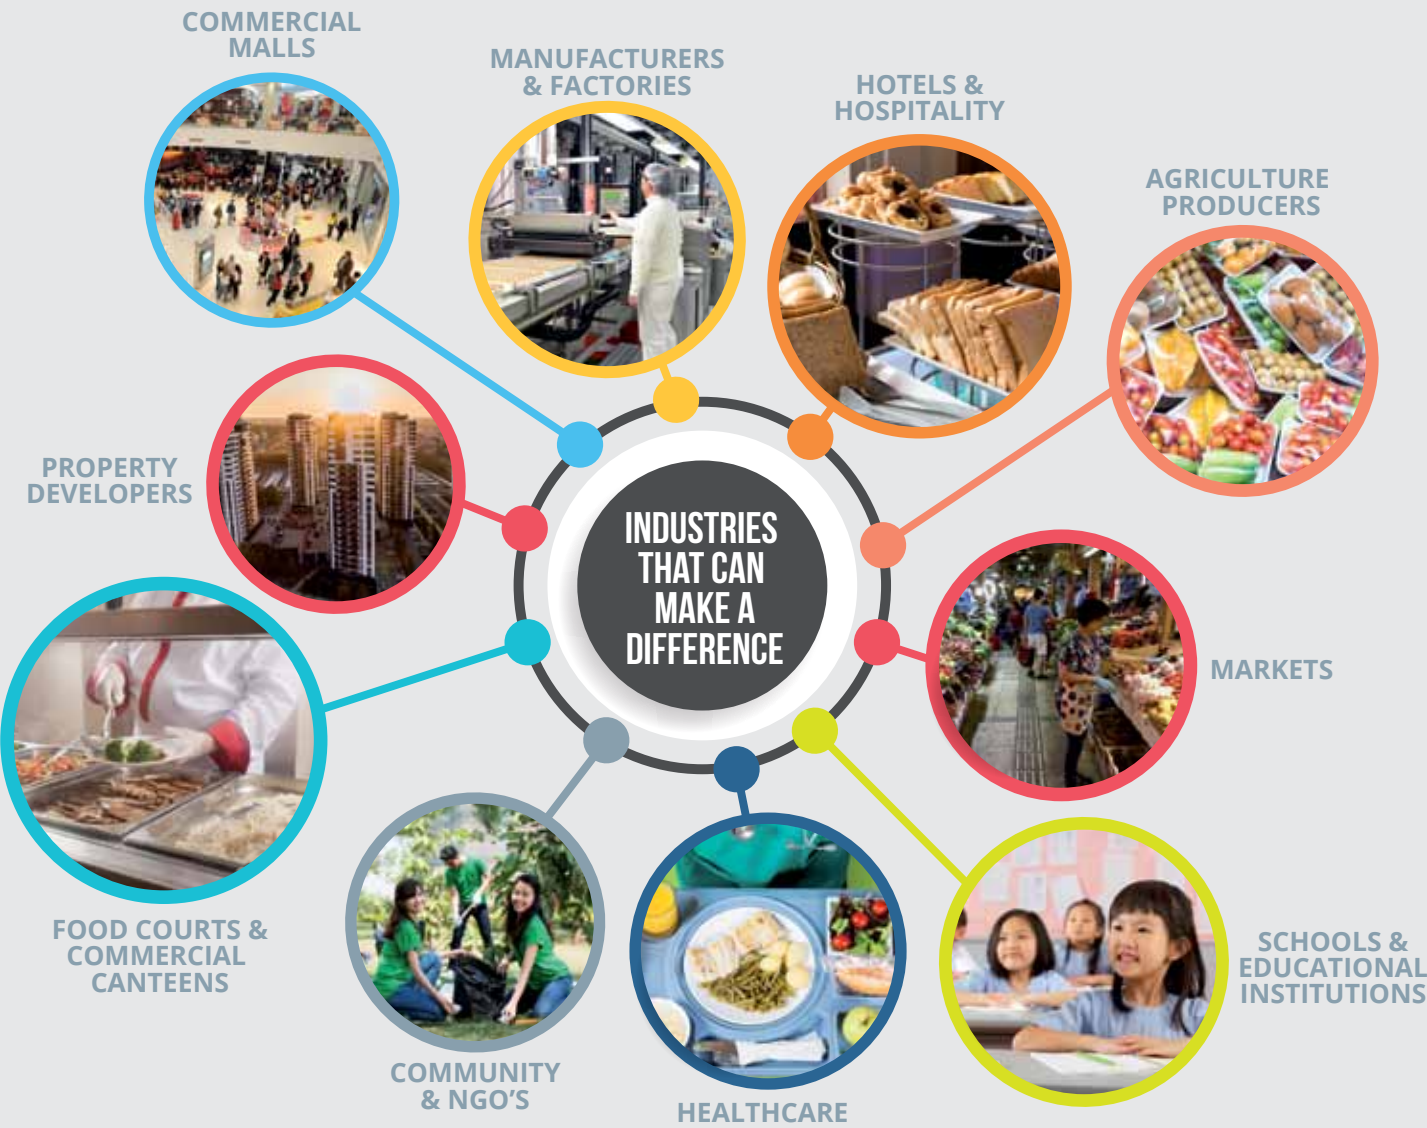 COMMERCIAL
MALLS
MANUFACTURERS
& FACTORIES
HOTELS &
HOSPITALITY
AGRICULTURE
PRODUCERS
PROPERTY
DEVELOPERS
INDUSTRIES
THAT CAN
MAKE A
DIFFERENCE
MARKETS
FOOD COURTS &
COMMERCIAL
CANTEENS
SCHOOLS &
EDUCATIONAL
INSTITUTIONS
COMMUNITY
& NGO'S
HEALTHCARE